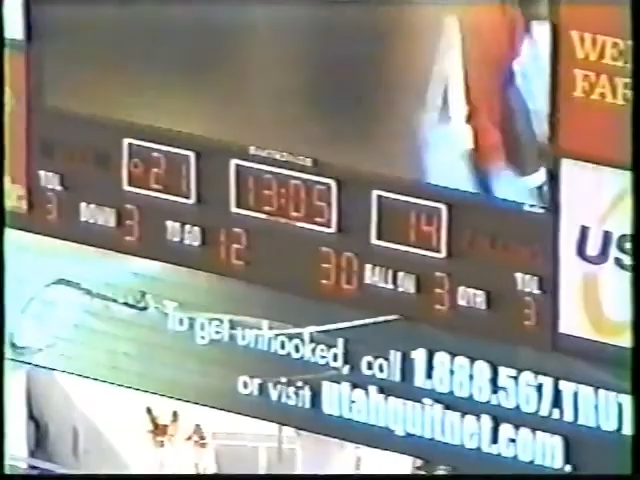 WE
FAR
21 13:05 14
TOL 3 DOWN 3 TO GO 12 30 BALL ON 3 QTR TOL 3
US
To get unhooked, call 1.888.567.TRUT
or visit utahquitnet.com.